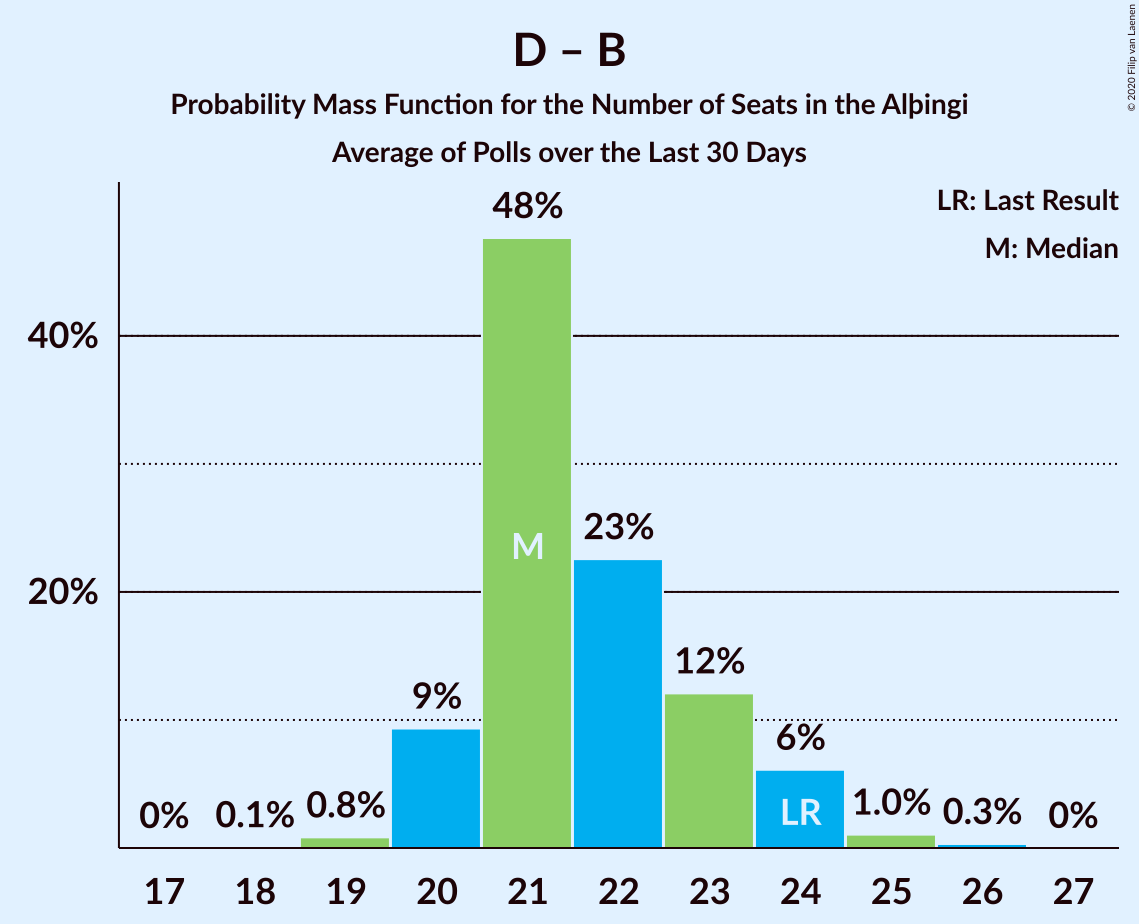 D – B
Probability Mass Function for the Number of Seats in the Alþingi
Average of Polls over the Last 30 Days
© 2020 Filip van Laenen
LR: Last Result
M: Median
48%
40%
M
23%
20%
12%
9%
6%
LR
0%
0.1%
0.8%
1.0%
0.3%
0%
17 18 19 20 21 22 23 24 25 26 27